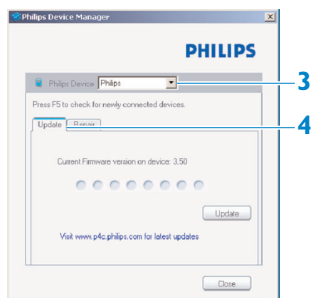 Philips Device Manager
PHILIPS
Philips Device Philips
3
Press F5 to check for newly connected devices.
Update Repair
4
Current Firmware version on device: 3.50
Update
Visit www.p4c.philips.com for latest updates
Close